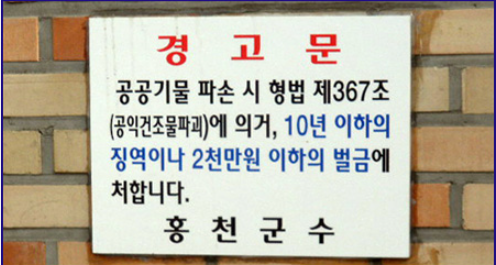 경고문
공공기물 파손 시 형법 제367조
(공익건조물파괴)에 의거, 10년 이하의
징역이나 2천만원 이하의 벌금에
처합니다.
홍천군수